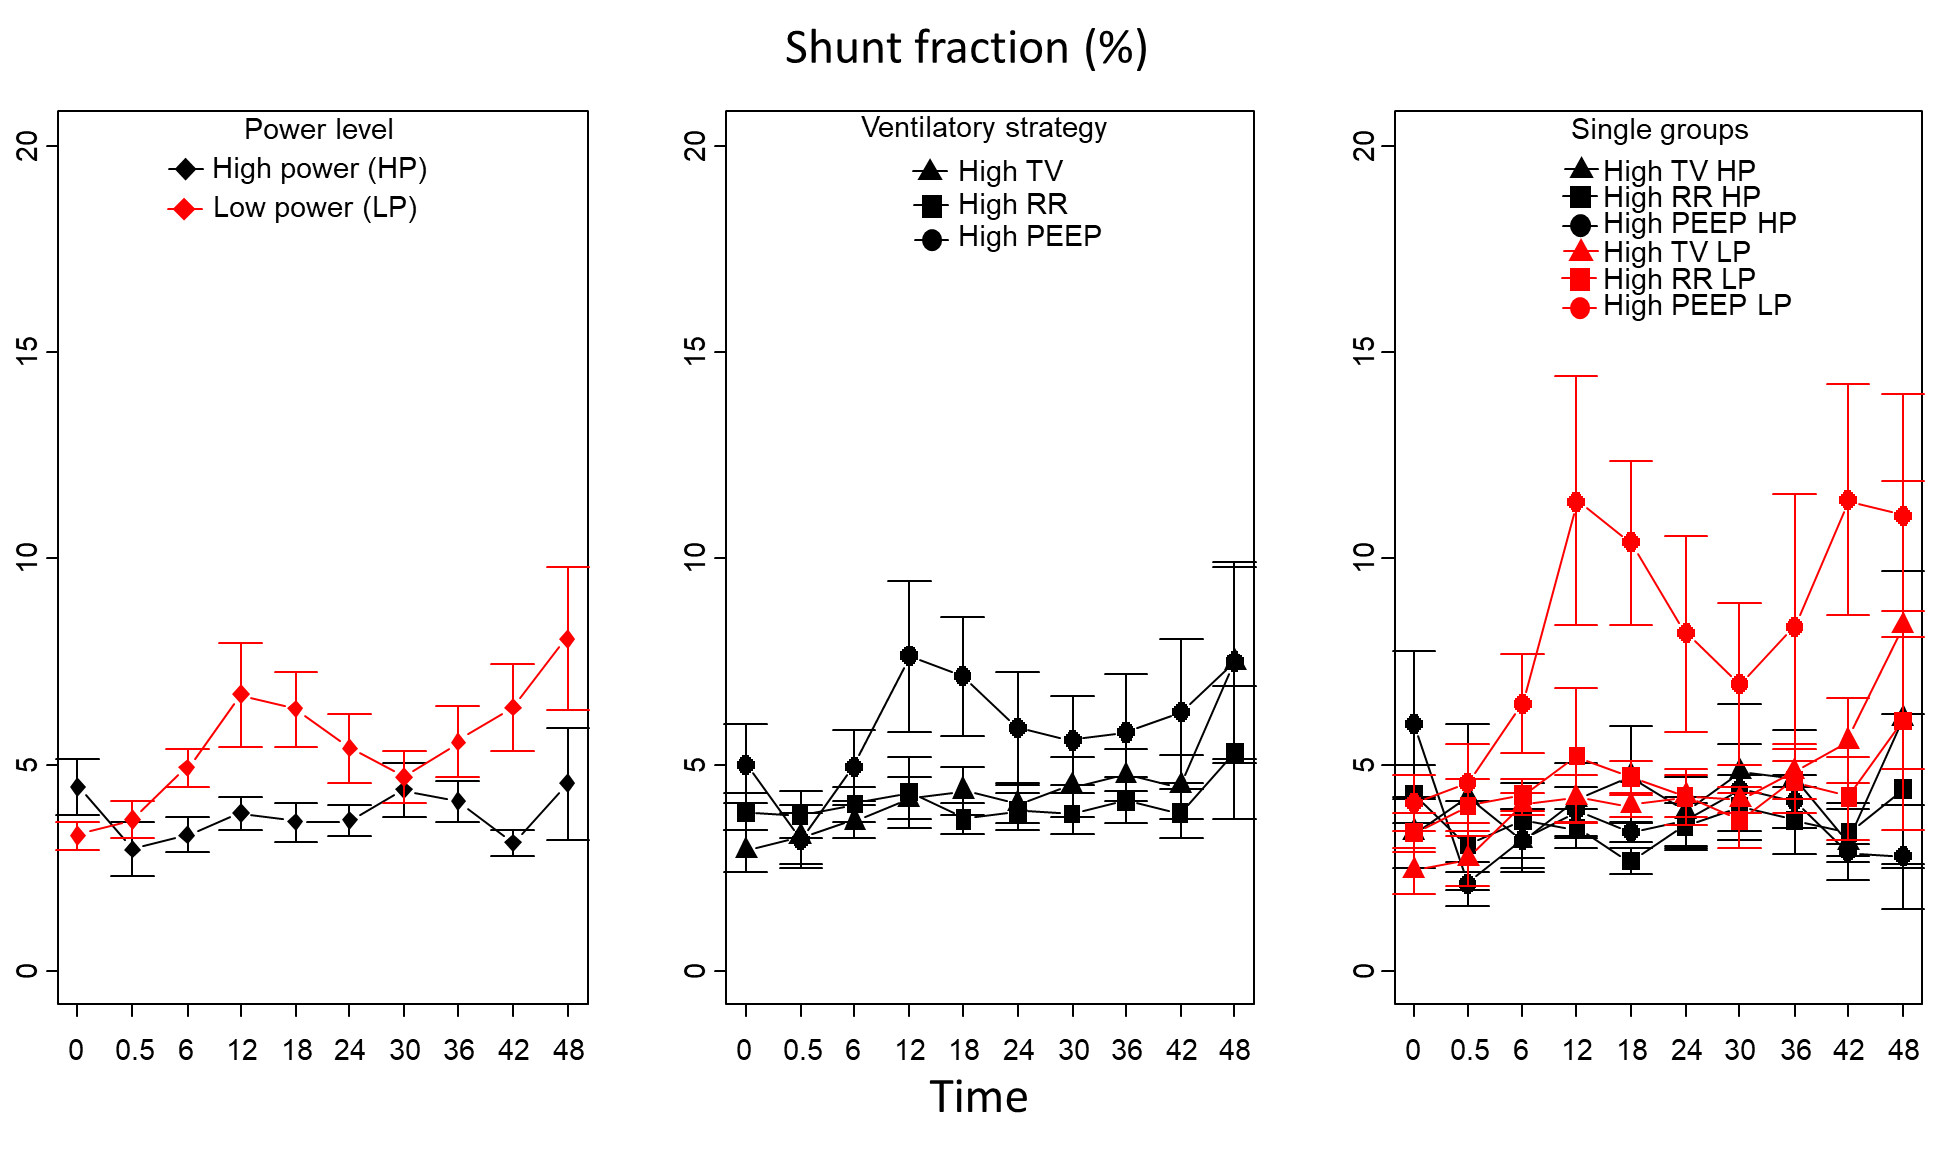 Shunt fraction (%)
Power level
High power (HP)
Low power (LP)
20
15
10
5
0
0 0.5 6 12 18 24 30 36 42 48
Ventilatory strategy
High TV
High RR
High PEEP
20
15
10
5
0
0 0.5 6 12 18 24 30 36 42 48
Single groups
High TV HP
High RR HP
High PEEP HP
High TV LP
High RR LP
High PEEP LP
20
15
10
5
0
0 0.5 6 12 18 24 30 36 42 48
Time